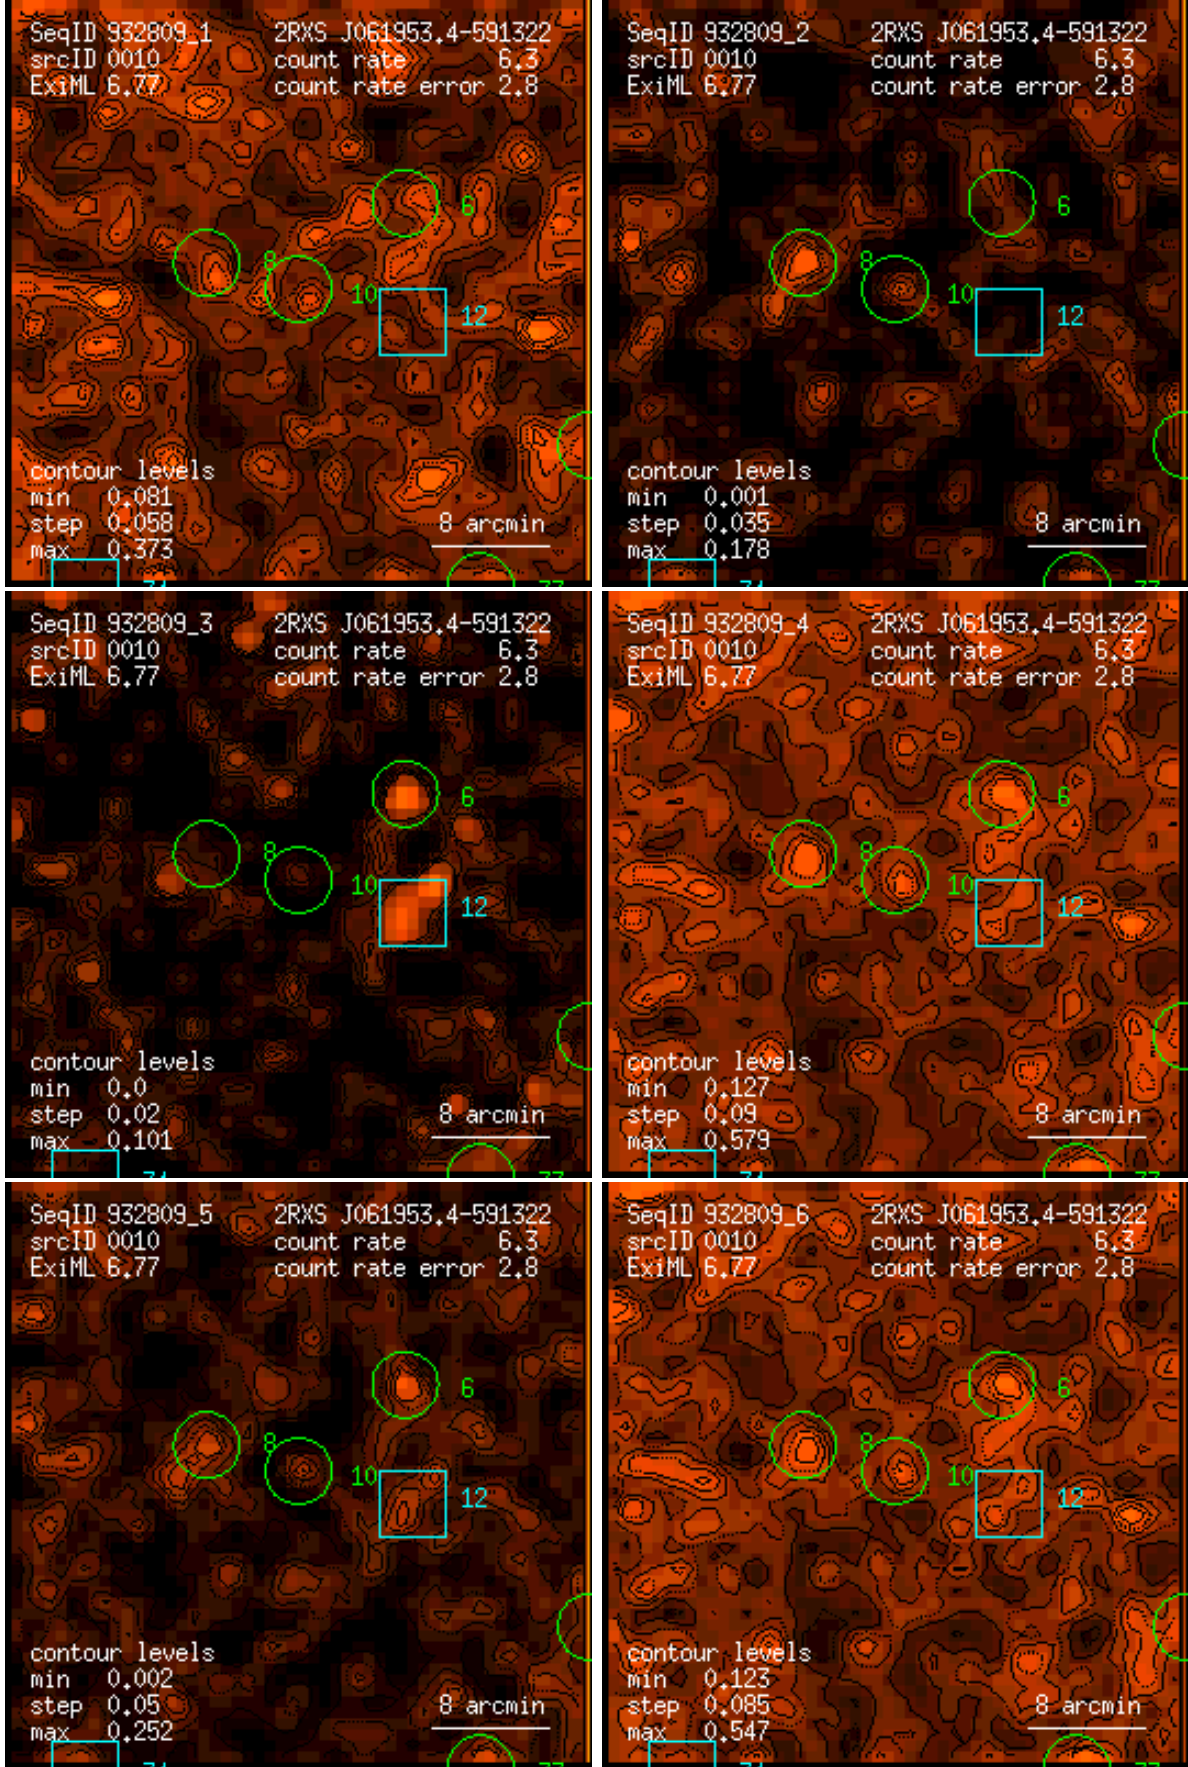 SeqID 932809_1 2RXS J061953.4-591322
srcID 0010 count rate 6.3
ExiML 6.77 count rate error 2.8
6
8
10
12
contour levels
min 0.081
step 0.058
max 0.373
8 arcmin
SeqID 932809_2 2RXS J061953.4-591322
srcID 0010 count rate 6.3
ExiML 6.77 count rate error 2.8
6
8
10
12
contour levels
min 0.001
step 0.035
max 0.178
8 arcmin
SeqID 932809_3 2RXS J061953.4-591322
srcID 0010 count rate 6.3
ExiML 6.77 count rate error 2.8
6
8
10
12
contour levels
min 0.0
step 0.02
max 0.101
8 arcmin
SeqID 932809_4 2RXS J061953.4-591322
srcID 0010 count rate 6.3
ExiML 6.77 count rate error 2.8
6
8
10
12
contour levels
min 0.127
step 0.09
max 0.579
8 arcmin
SeqID 932809_5 2RXS J061953.4-591322
srcID 0010 count rate 6.3
ExiML 6.77 count rate error 2.8
6
8
10
12
contour levels
min 0.002
step 0.05
max 0.252
8 arcmin
SeqID 932809_6 2RXS J061953.4-591322
srcID 0010 count rate 6.3
ExiML 6.77 count rate error 2.8
6
8
10
12
contour levels
min 0.123
step 0.085
max 0.547
8 arcmin